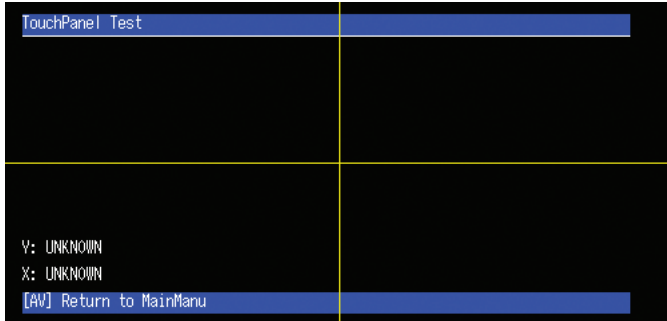 TouchPanel Test
Y: UNKNOWN
X: UNKNOWN
[AV] Return to MainManu